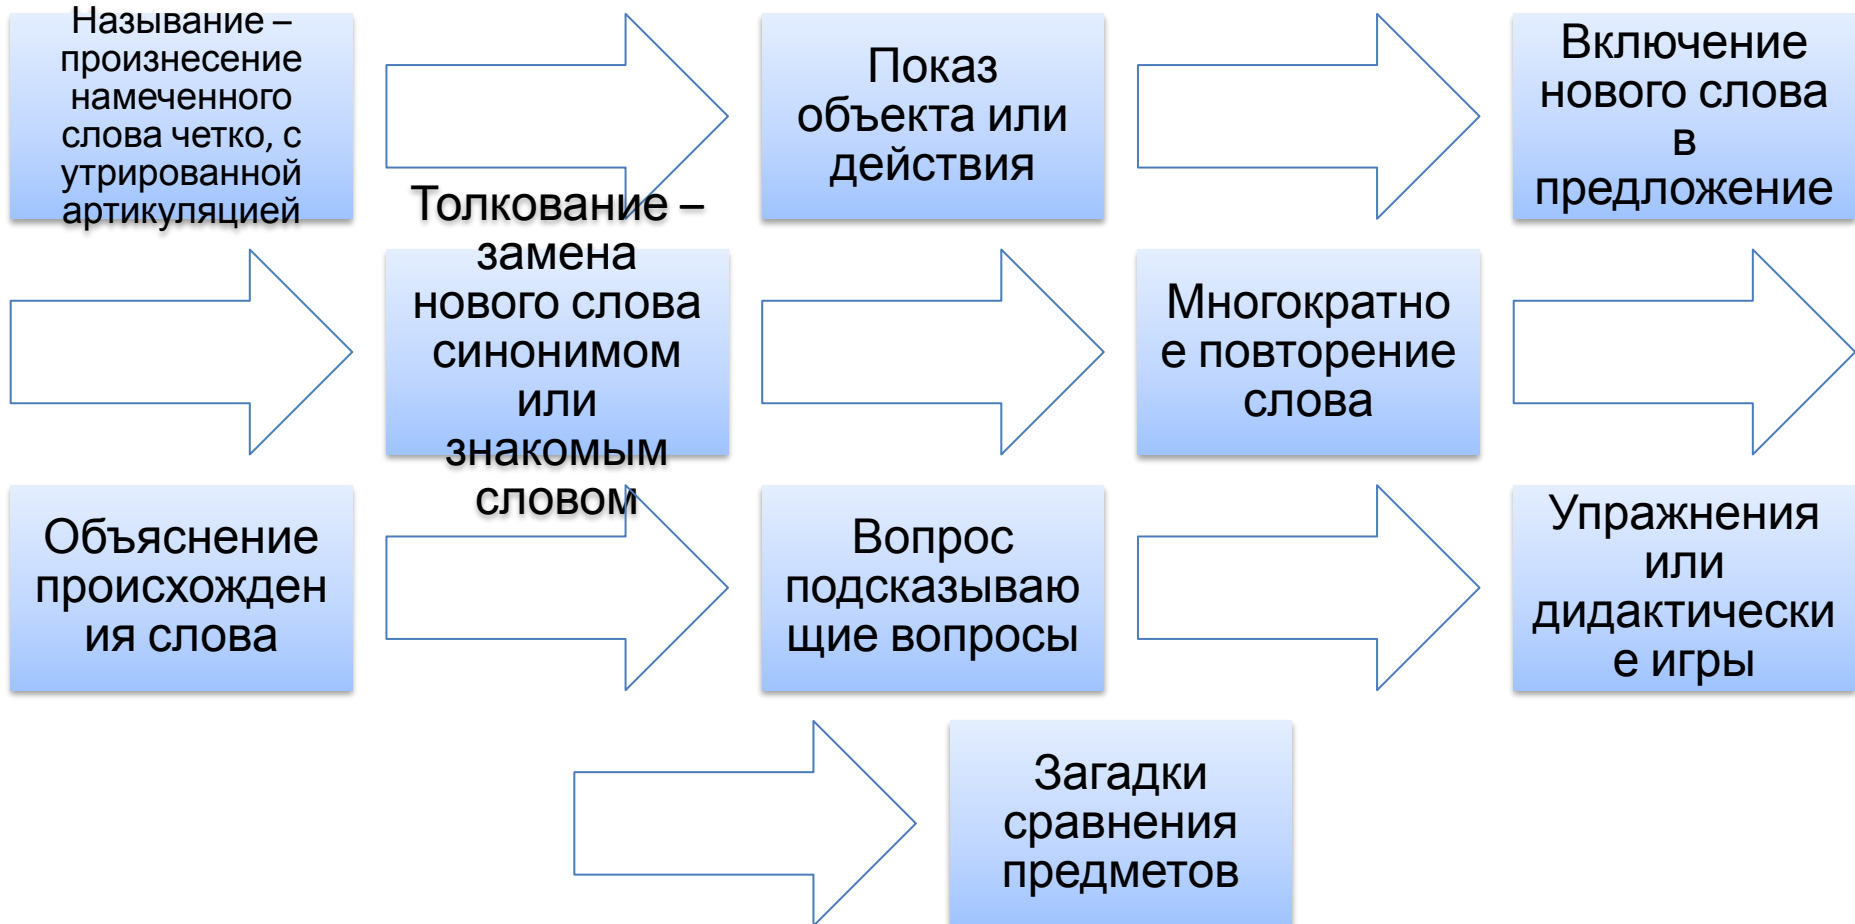 Называние –
произнесение
намеченного
слова четко, с
утрированной
артикуляцией
Показ
объекта или
действия
Включение
нового слова
в
предложение
Толкование –
замена
нового слова
синонимом
или
знакомым
словом
Многократно
е повторение
слова
Объяснение
происхожден
ия слова
Вопрос
подсказываю
щие вопросы
Упражнения
или
дидактически
е игры
Загадки
сравнения
предметов